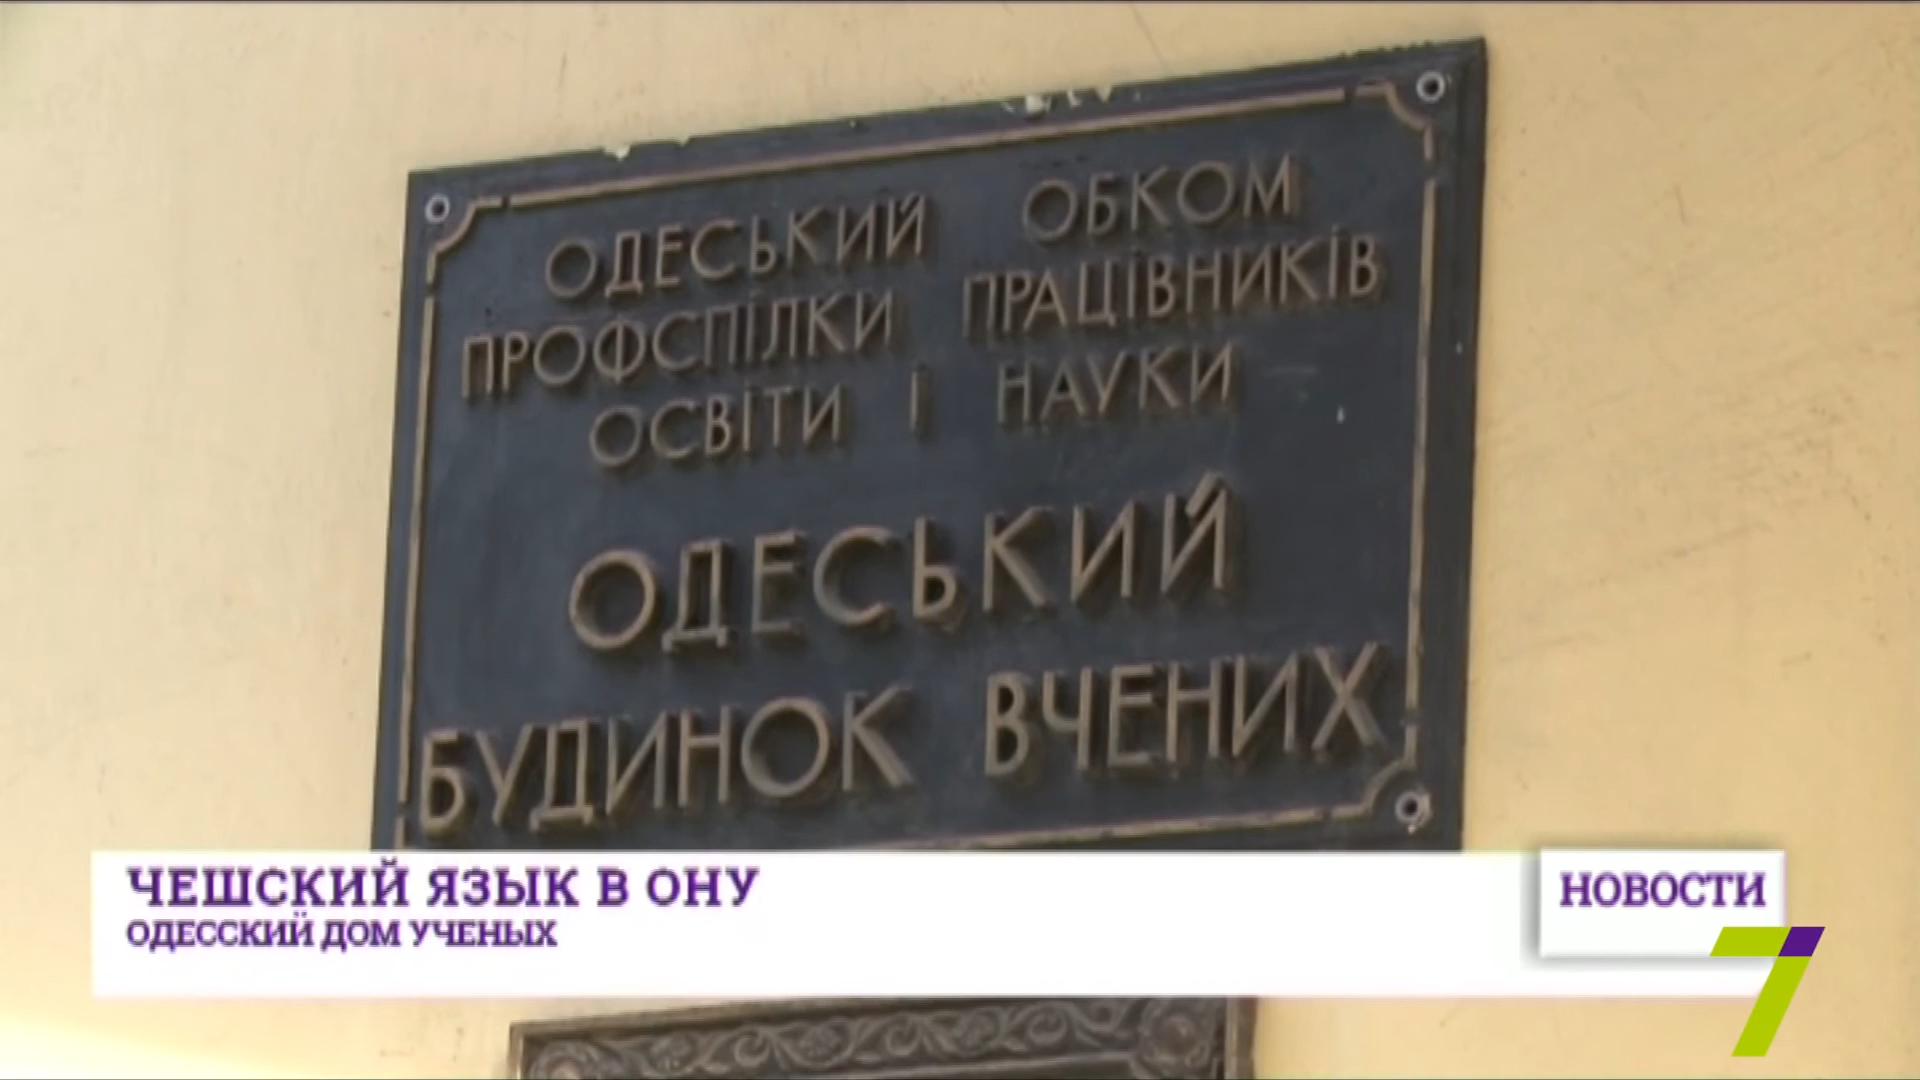 ОДЕСЬКИЙ ОБКОМ
ПРОФСПІЛКИ ПРАЦІВНИКІВ
ОСВІТИ І НАУКИ
ОДЕСЬКИЙ
БУДИНОК ВЧЕНИХ
ЧЕШСКИЙ ЯЗЫК В ОНУ
ОДЕССКИЙ ДОМ УЧЕНЫХ
НОВОСТИ
7